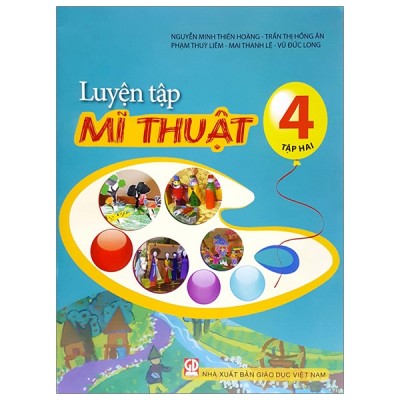 NGUYỄN MINH THIÊN HOÀNG - TRẦN THỊ HỒNG ÂN
PHẠM THUỲ LIÊM - MAI THANH LÊ - VŨ ĐỨC LONG
Luyện tập
MĨ THUẬT 4
TẬP HAI
NHÀ XUẤT BẢN GIÁO DỤC VIỆT NAM